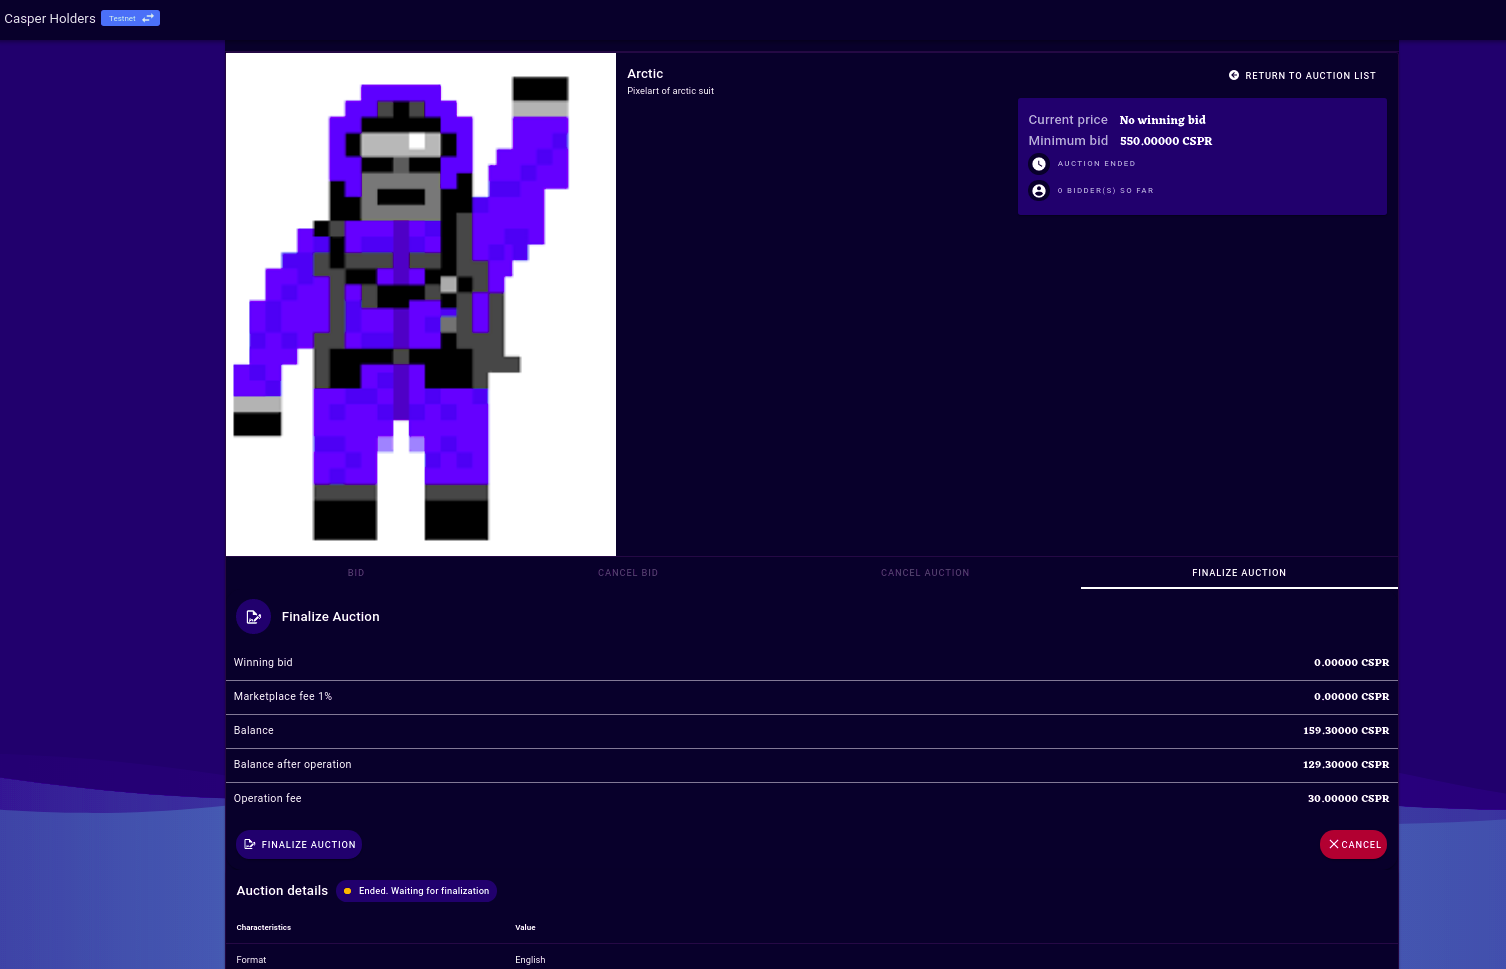 Casper Holders Testnet
Arctic
Pixelart of arctic suit
RETURN TO AUCTION LIST
Current price No winning bid
Minimum bid 550.00000 CSPR
AUCTION ENDED
0 BIDDER(S) SO FAR
BID CANCEL BID CANCEL AUCTION FINALIZE AUCTION
Finalize Auction
Winning bid 0.00000 CSPR
Marketplace fee 1% 0.00000 CSPR
Balance 159.30000 CSPR
Balance after operation 129.30000 CSPR
Operation fee 30.00000 CSPR
FINALIZE AUCTION CANCEL
Auction details Ended. Waiting for finalization
Characteristics Value
Format English